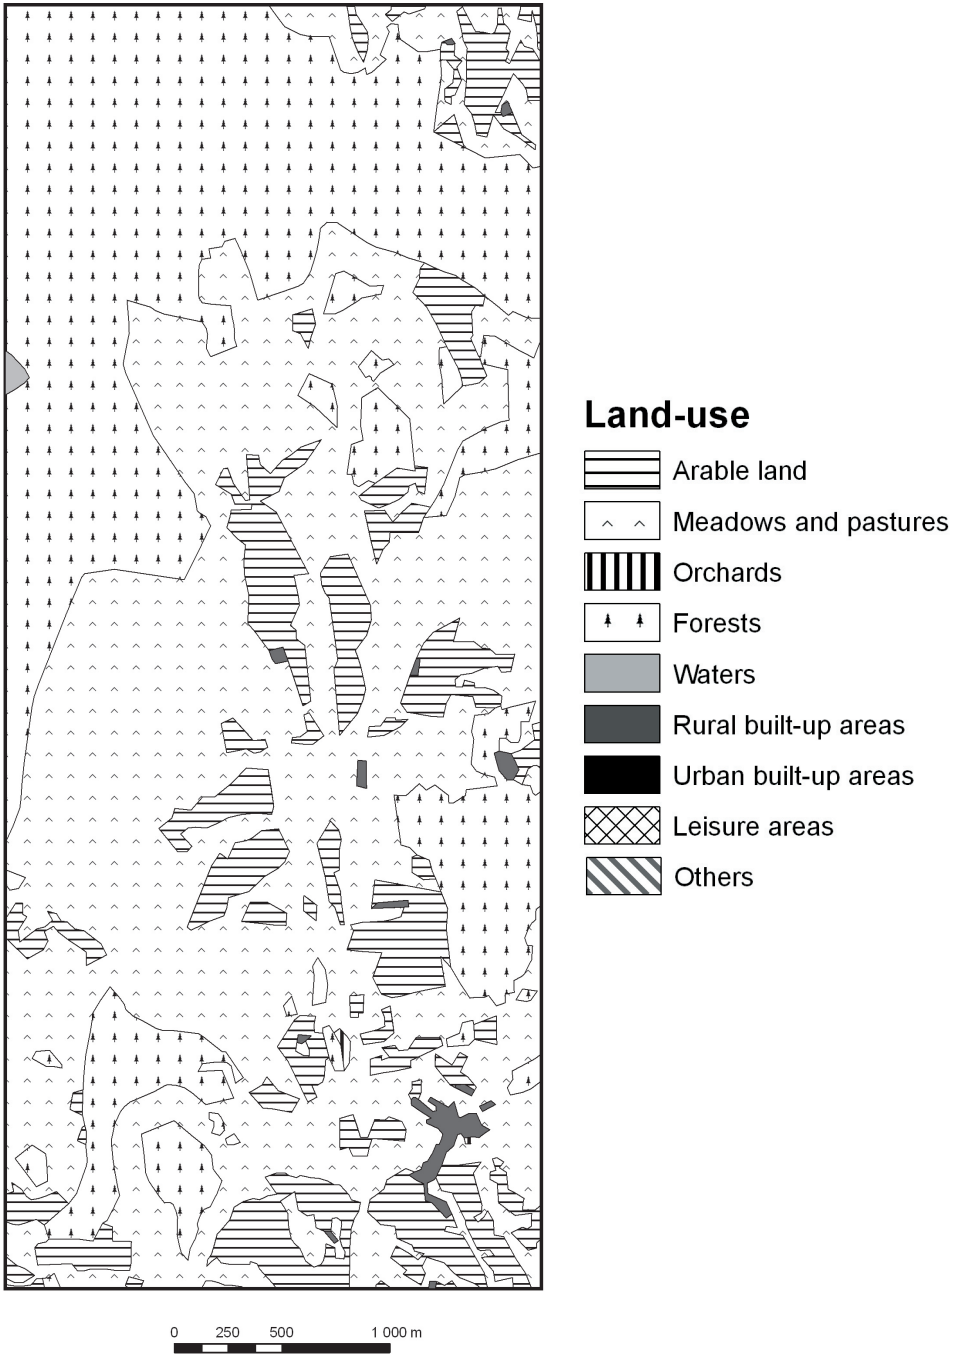 Land-use
Arable land
Meadows and pastures
Orchards
Forests
Waters
Rural built-up areas
Urban built-up areas
Leisure areas
Others
0 250 500 1 000 m